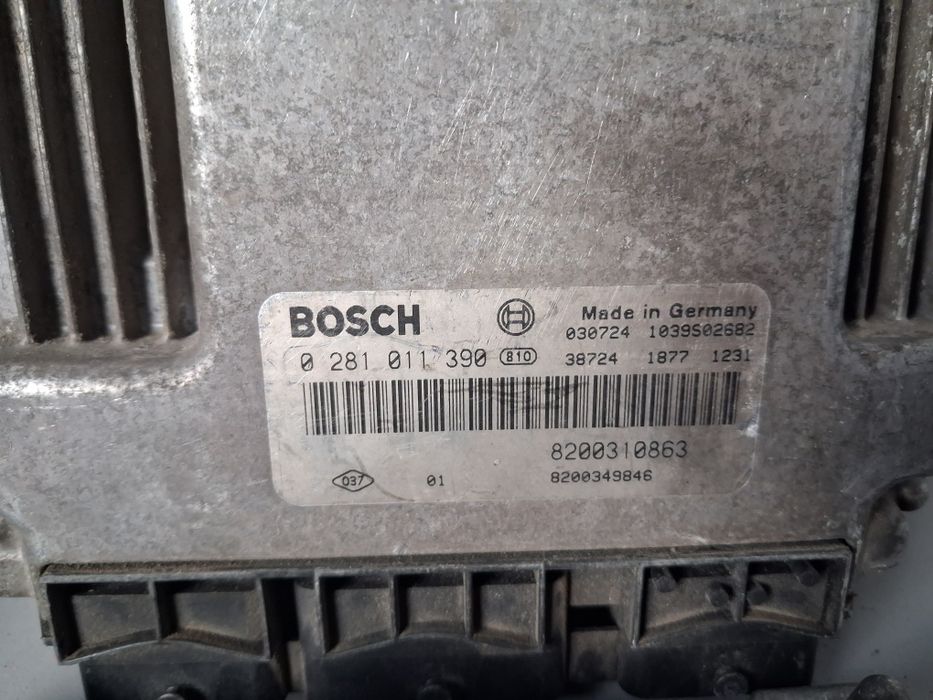 BOSCH
Made in Germany
030724 1039S02682
0 281 011 390 810
38724 1877 1231
8200310863
037 01 8200349846